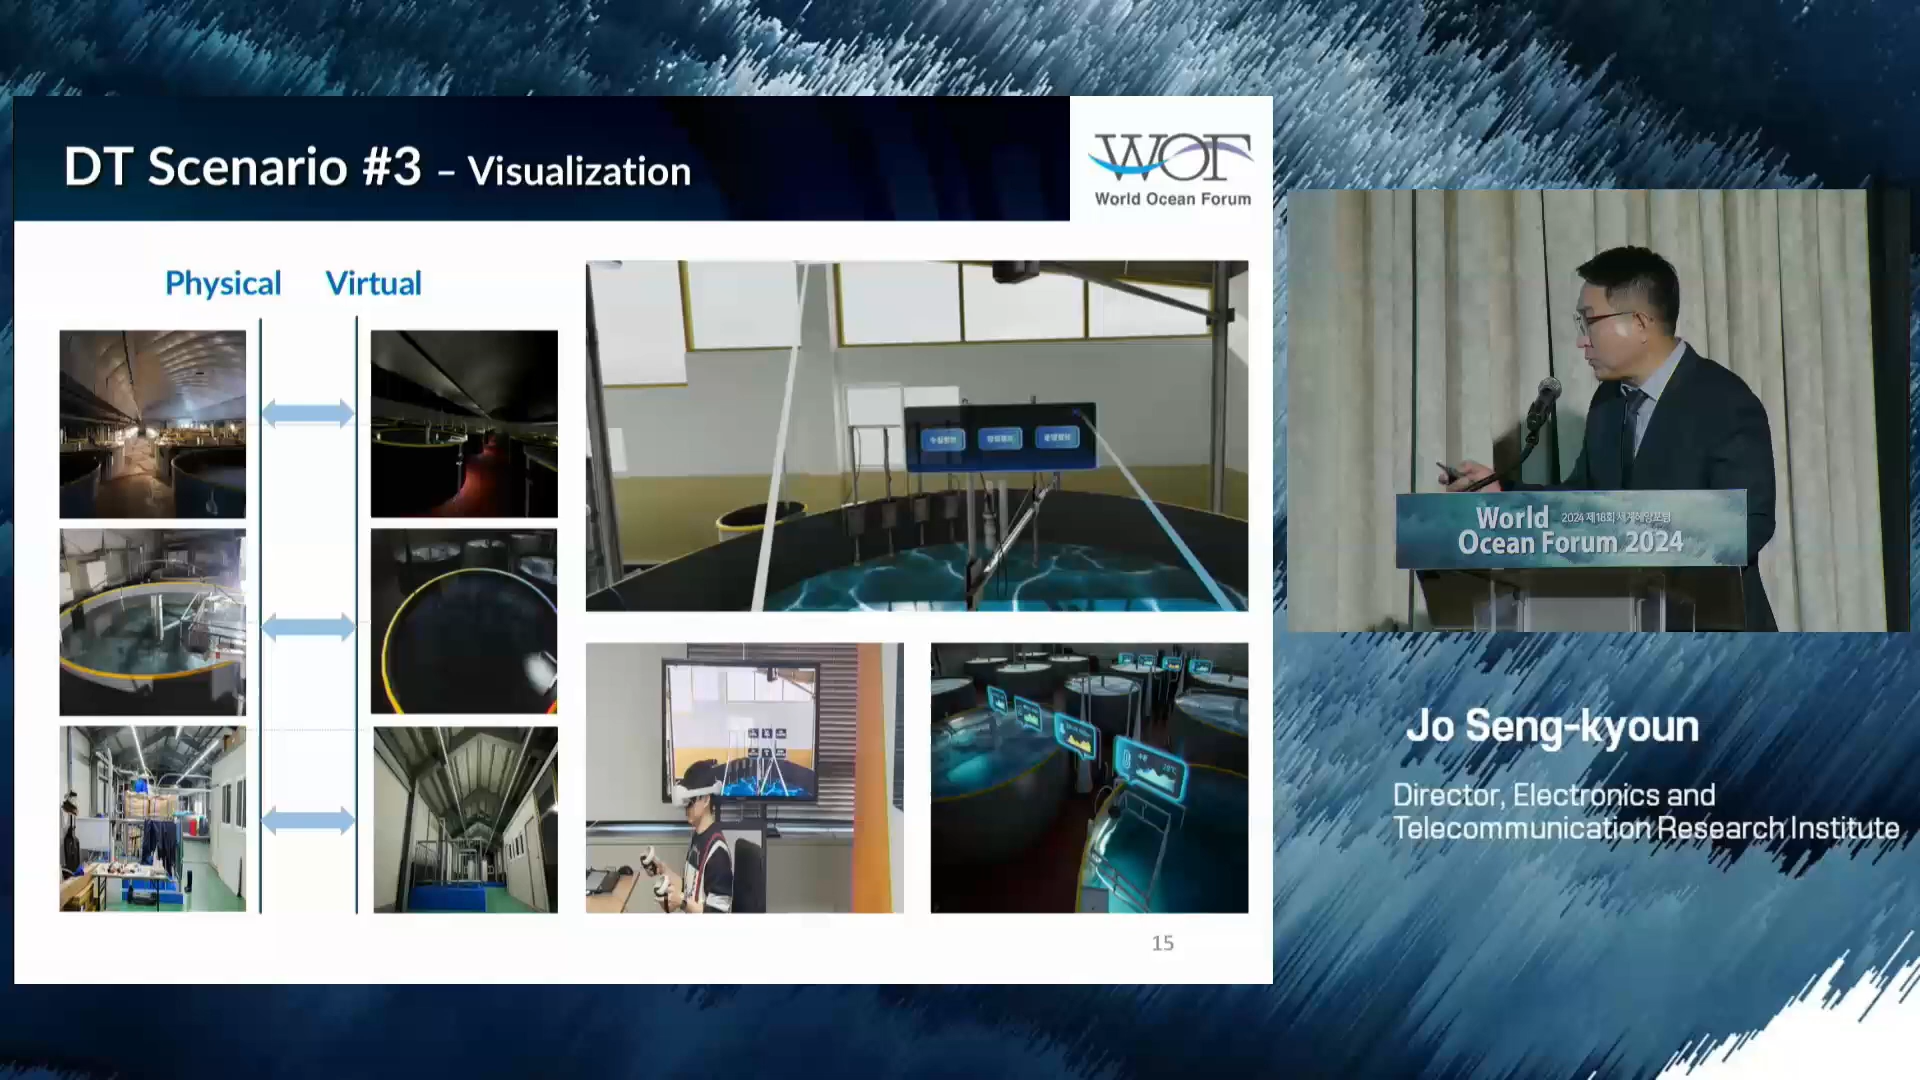 DT Scenario #3 – Visualization
WOF
World Ocean Forum
Physical
Virtual
15
World 2024 제18회 세계해양포럼
Ocean Forum 2024
Jo Seng-kyoun
Director, Electronics and
Telecommunication Research Institute